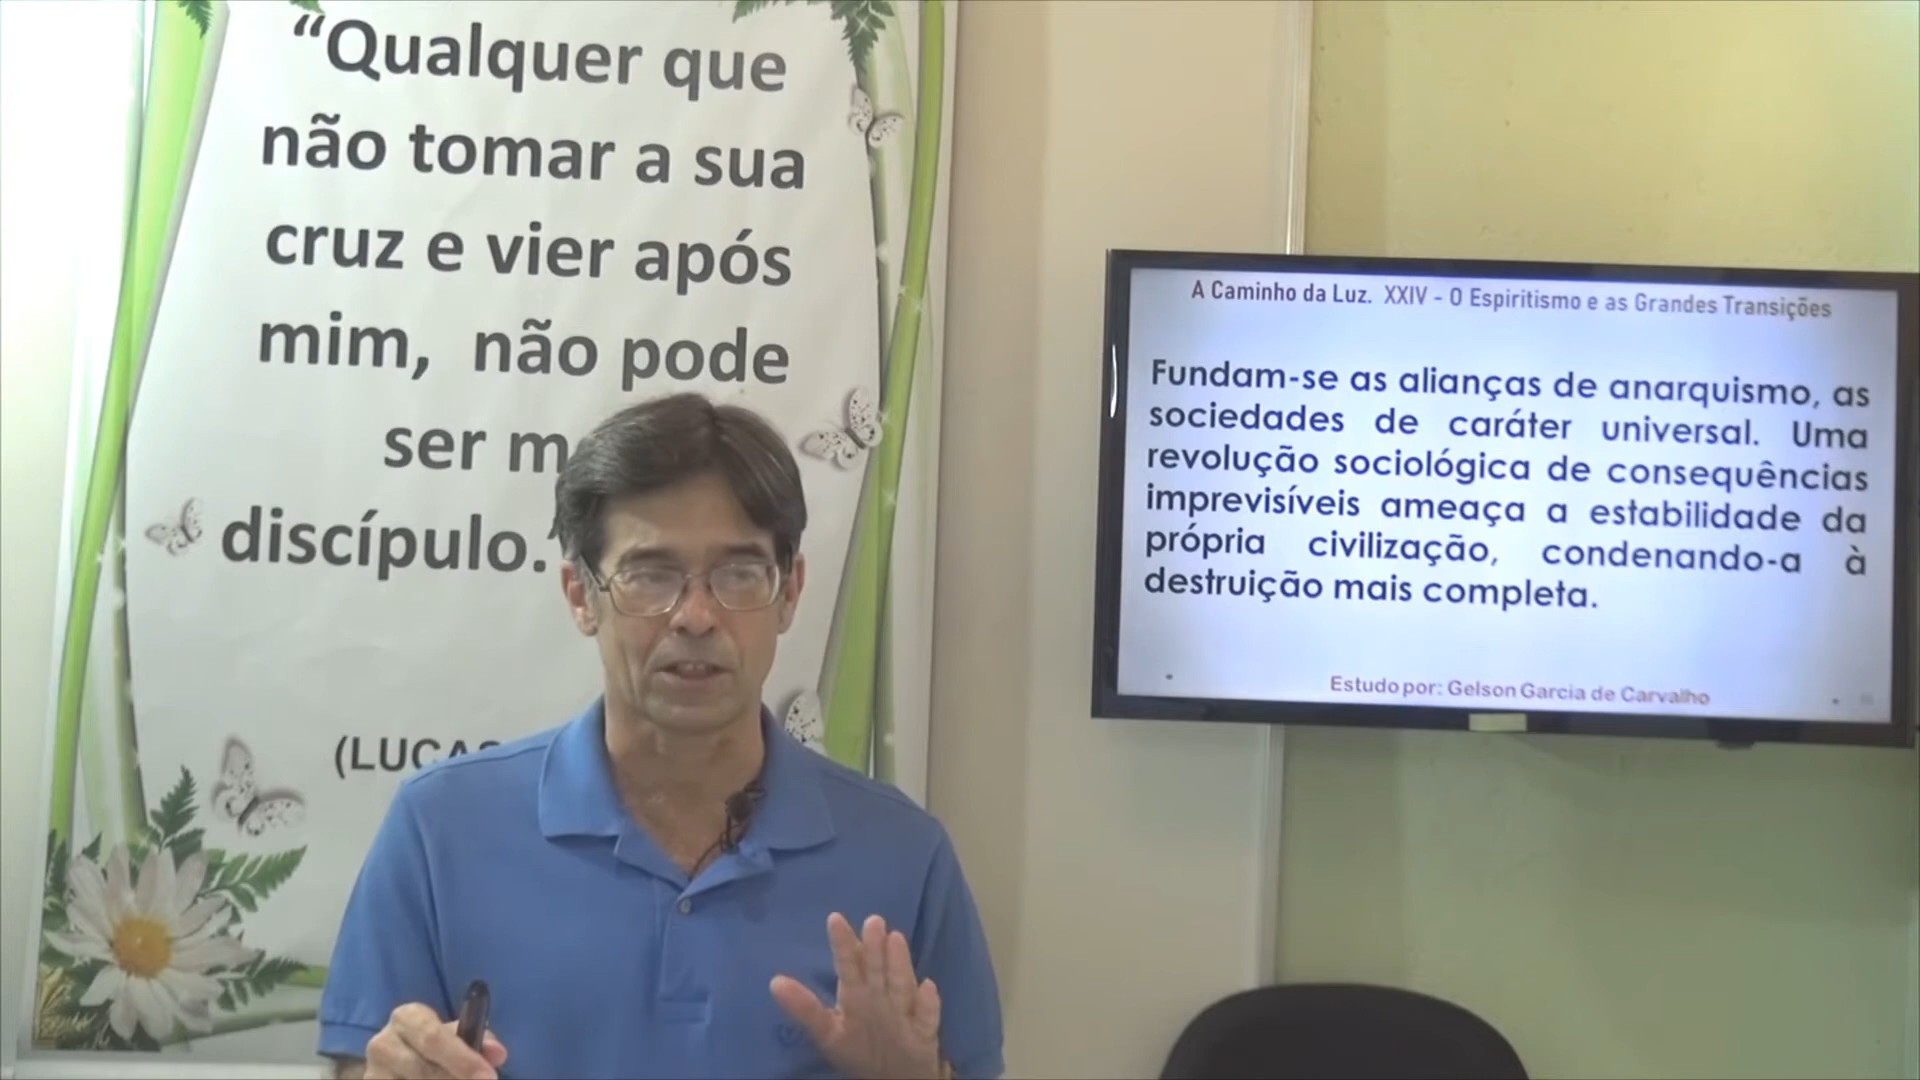 “Qualquer que
não tomar a sua
cruz e vier após
mim, não pode
ser
discípulo.
A Caminho da Luz. XXIV - O Espiritismo e as Grandes Transições
Fundam-se as alianças de anarquismo, as
sociedades de caráter universal. Uma
revolução sociológica de consequências
imprevisíveis ameaça a estabilidade da
própria civilização, condenando-a à
destruição mais completa.
Estudo por: Gelson Garcia de Carvalho